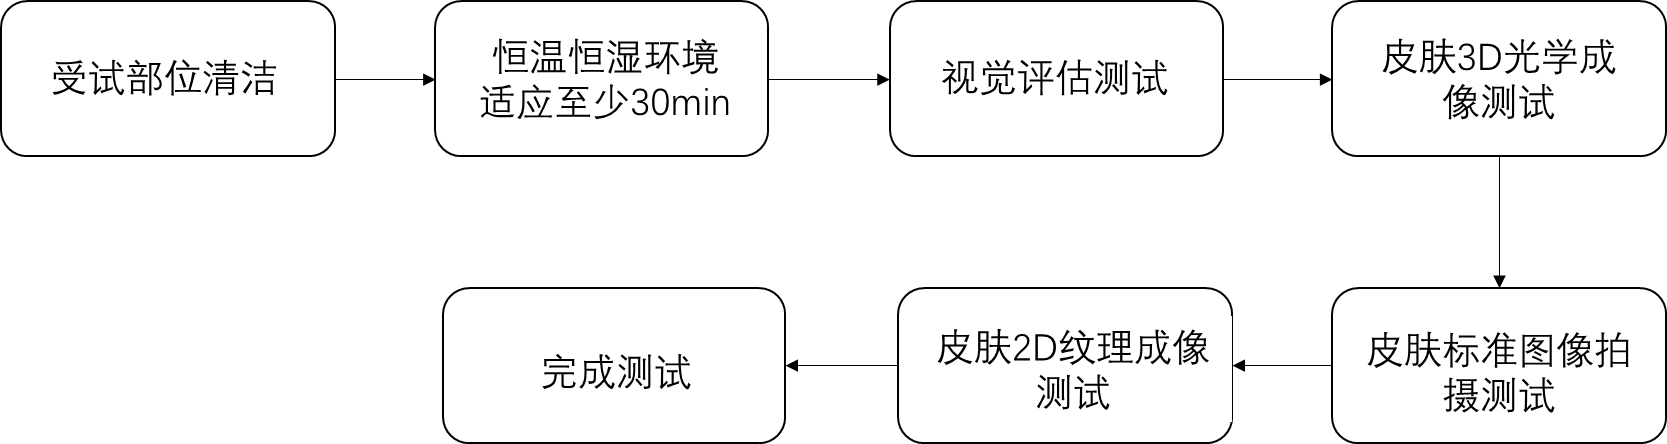 受试部位清洁
恒温恒湿环境
适应至少30min
视觉评估测试
皮肤3D光学成
像测试
皮肤标准图像拍
摄测试
皮肤2D纹理成像
测试
完成测试